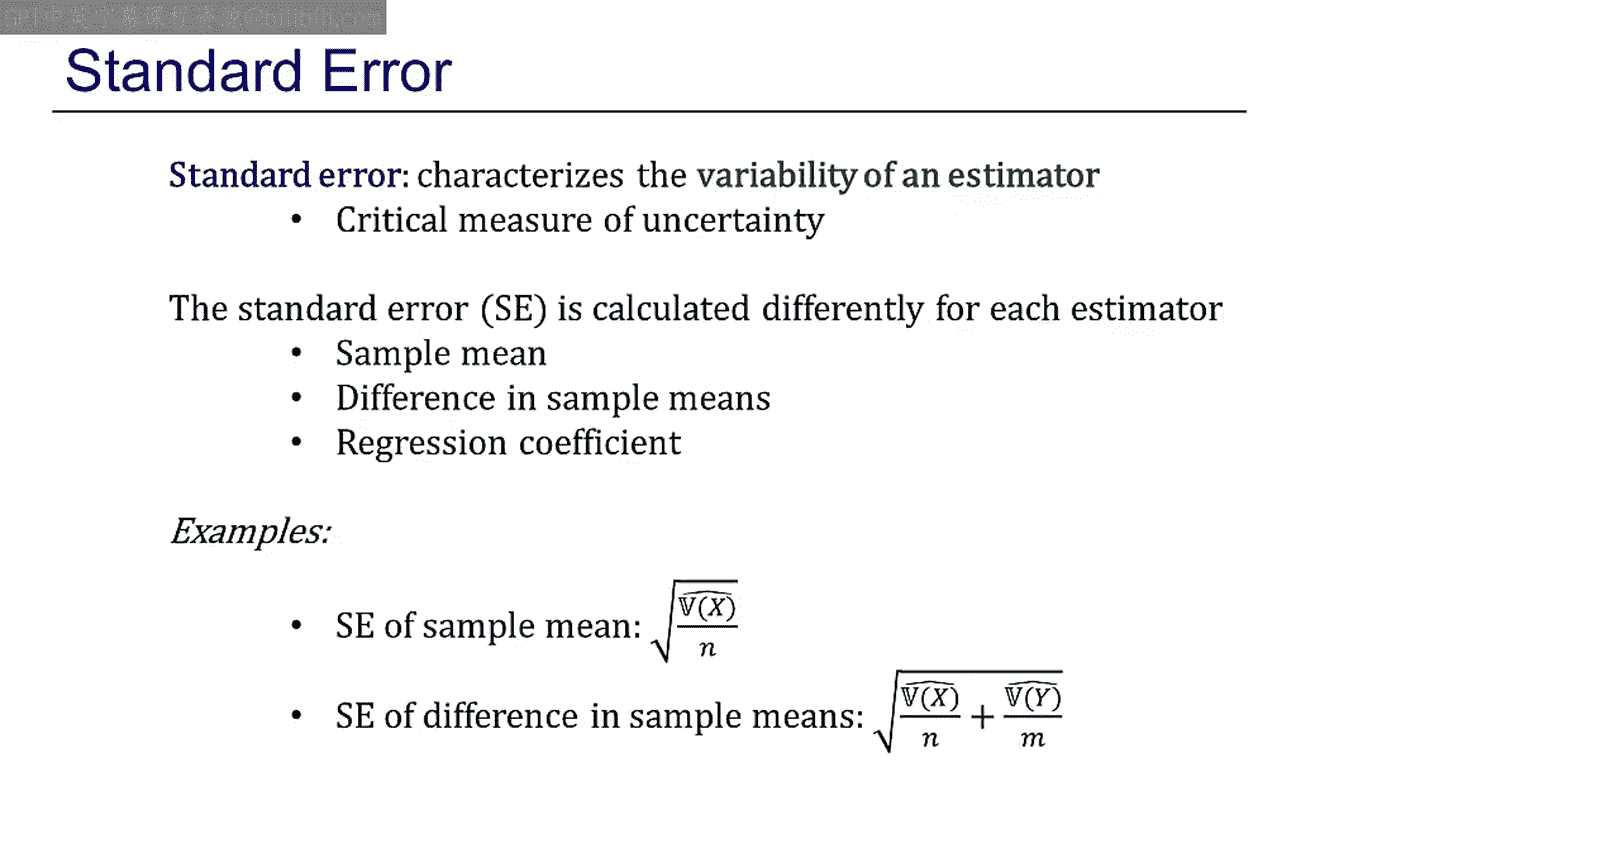 Standard Error
Standard error: characterizes the variability of an estimator
• Critical measure of uncertainty
The standard error (SE) is calculated differently for each estimator
• Sample mean
• Difference in sample means
• Regression coefficient
Examples:
• SE of sample mean: √(𝕍(X)̂ / n)
• SE of difference in sample means: √(𝕍(X)̂ / n + 𝕍(Y)̂ / m)